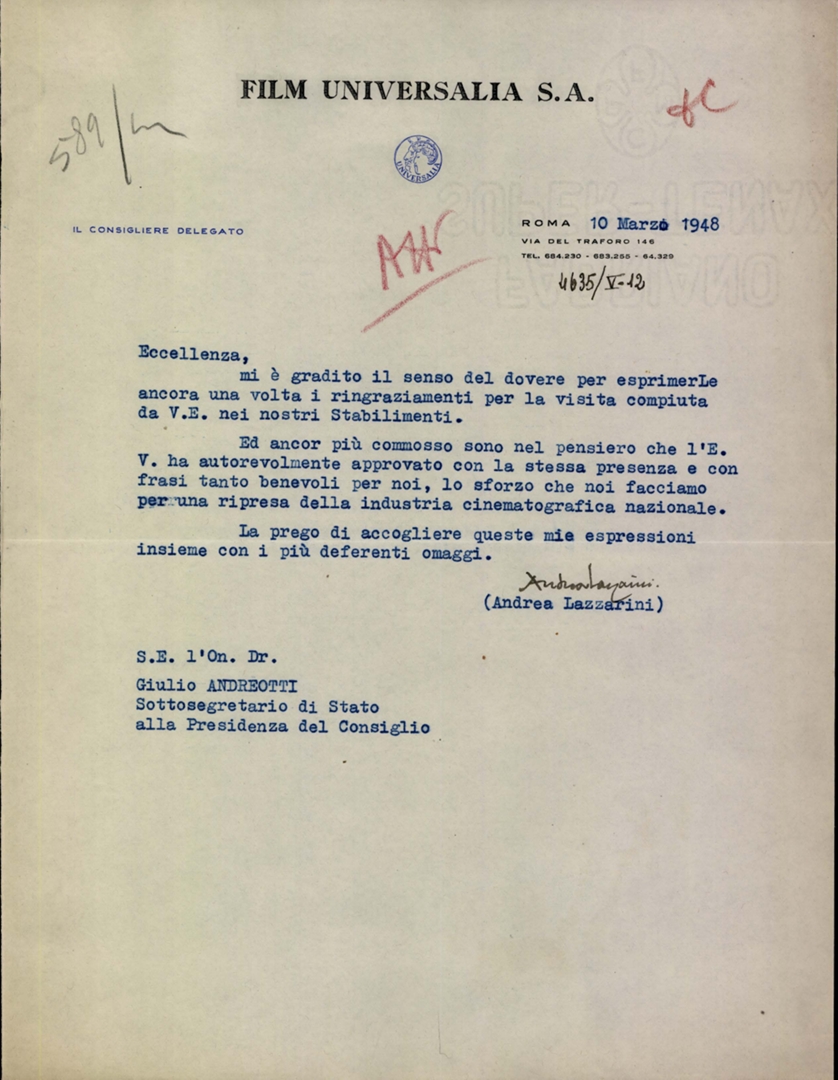 FILM UNIVERSALIA S.A.
589/
UNIVERSALIA
IL CONSIGLIERE DELEGATO
ROMA 10 Marzo 1948
VIA DEL TRAFORO 146
TEL. 684.230 - 683.255 - 64.329
4635/V-12
Eccellenza,
mi è gradito il senso del dovere per esprimerLe
ancora una volta i ringraziamenti per la visita compiuta
da V.E. nei nostri Stabilimenti.
Ed ancor più commosso sono nel pensiero che l'E.
V. ha autorevolmente approvato con la stessa presenza e con
frasi tanto benevoli per noi, lo sforzo che noi facciamo
per una ripresa della industria cinematografica nazionale.
La prego di accogliere queste mie espressioni
insieme con i più deferenti omaggi.
Andrea Lazzarini.
(Andrea Lazzarini)
S.E. l'On. Dr.
Giulio ANDREOTTI
Sottosegretario di Stato
alla Presidenza del Consiglio